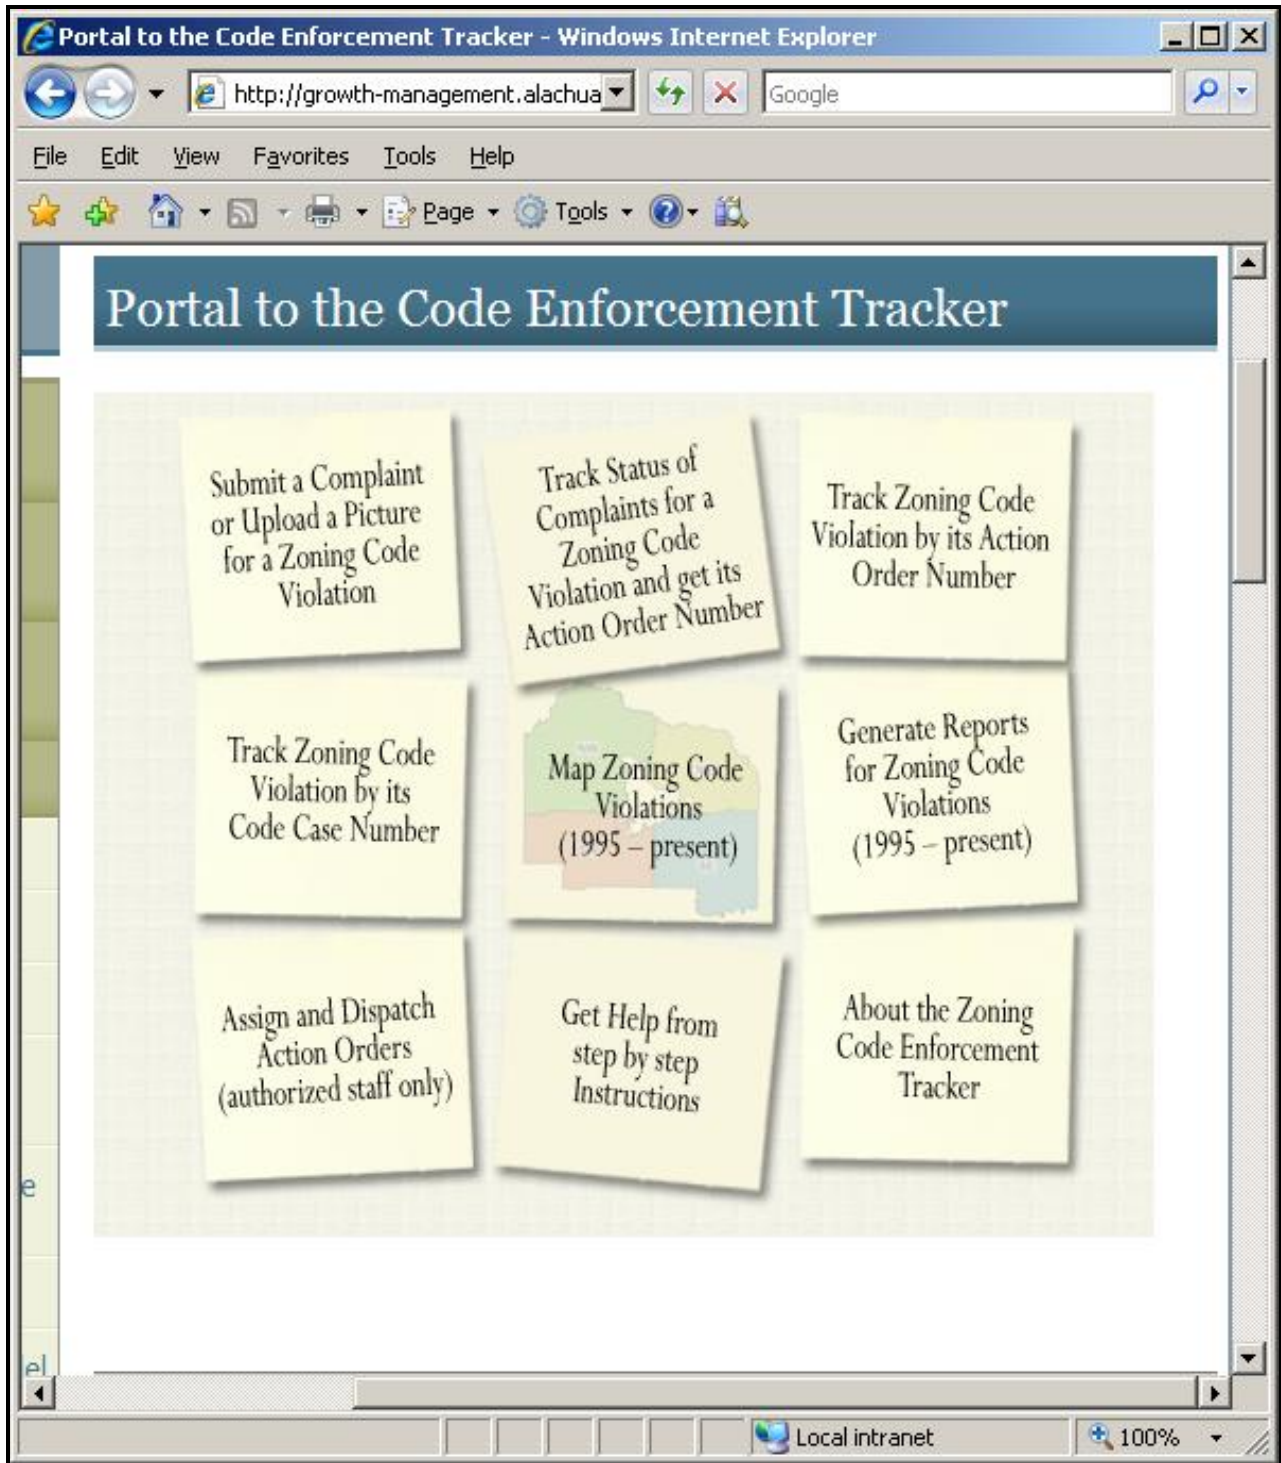 Portal to the Code Enforcement Tracker - Windows Internet Explorer
http://growth-management.alachua
Google
File Edit View Favorites Tools Help
Page Tools
Portal to the Code Enforcement Tracker
Submit a Complaint
or Upload a Picture
for a Zoning Code
Violation
Track Status of
Complaints for a
Zoning Code
Violation and get its
Action Order Number
Track Zoning Code
Violation by its Action
Order Number
Track Zoning Code
Violation by its
Code Case Number
Map Zoning Code
Violations
(1995 – present)
Generate Reports
for Zoning Code
Violations
(1995 – present)
Assign and Dispatch
Action Orders
(authorized staff only)
Get Help from
step by step
Instructions
About the Zoning
Code Enforcement
Tracker
e
el
Local intranet
100%